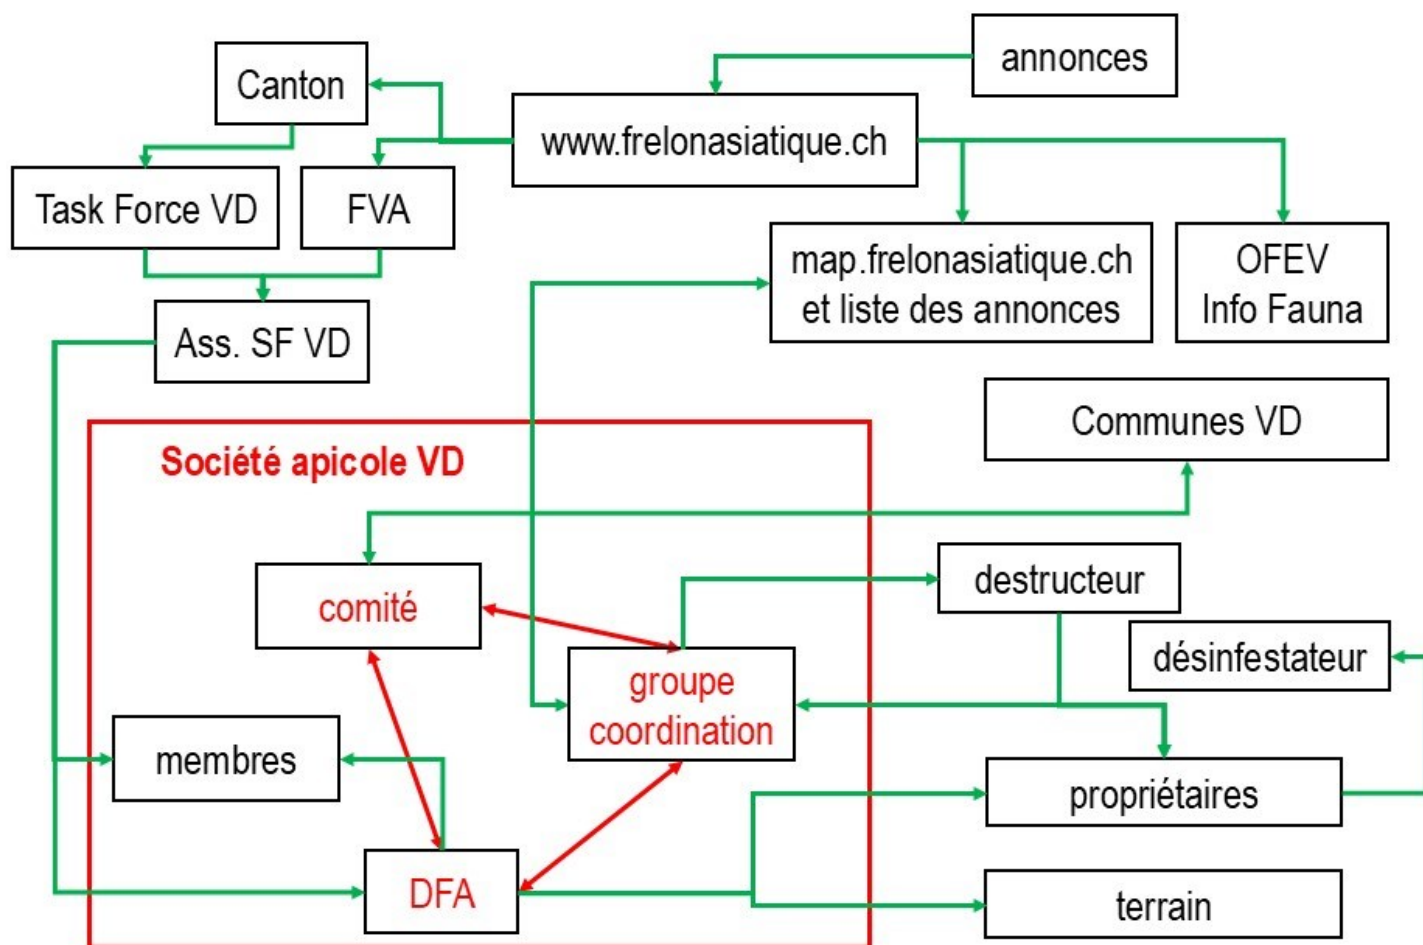 annonces
Canton
www.frelonasiatique.ch
Task Force VD
FVA
map.frelonasiatique.ch
et liste des annonces
OFEV
Info Fauna
Ass. SF VD
Communes VD
Société apicole VD
comité
destructeur
désinfestateur
groupe
coordination
membres
propriétaires
DFA
terrain